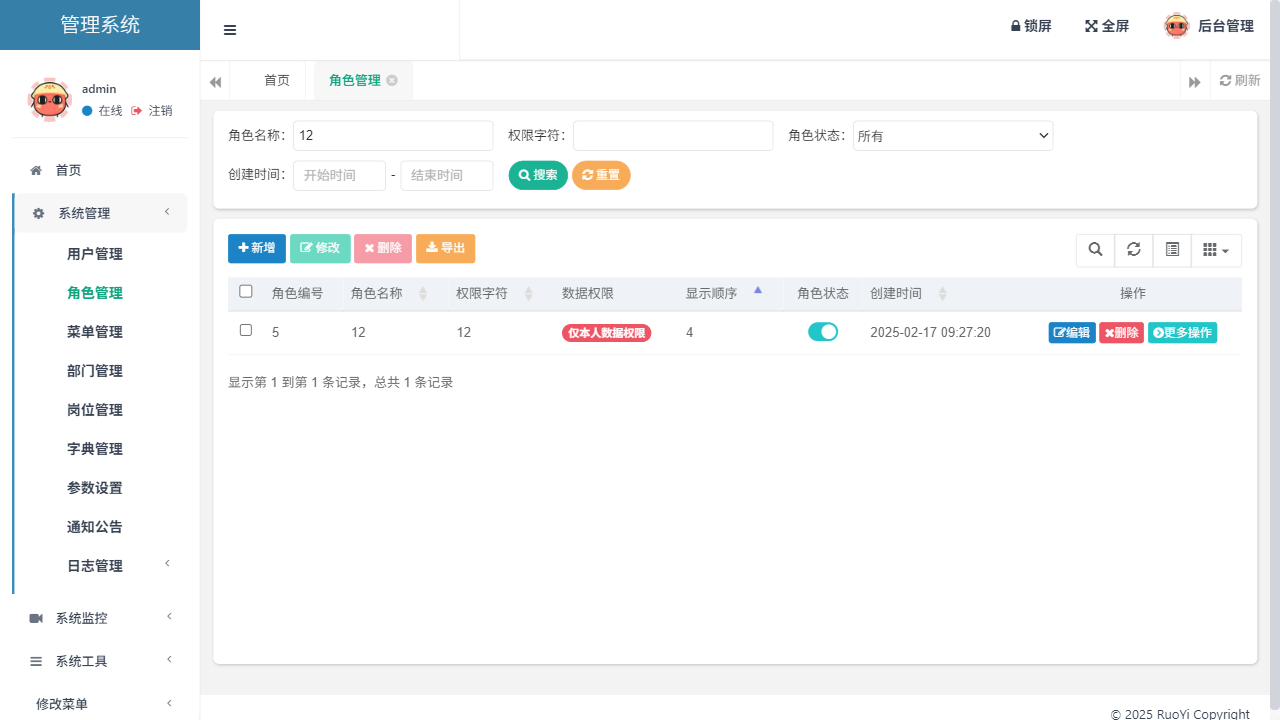 管理系统
锁屏
全屏
后台管理
admin
在线
注销
首页
角色管理
刷新
首页
系统管理
用户管理
角色管理
菜单管理
部门管理
岗位管理
字典管理
参数设置
通知公告
日志管理
系统监控
系统工具
修改菜单
角色名称：12
权限字符：
角色状态：所有
创建时间：开始时间 - 结束时间
搜索
重置
新增
修改
删除
导出
角色编号 角色名称 权限字符 数据权限 显示顺序 角色状态 创建时间 操作
5 12 12 仅本人数据权限 4 2025-02-17 09:27:20 编辑 删除 更多操作
显示第 1 到第 1 条记录，总共 1 条记录
© 2025 RuoYi Copyright